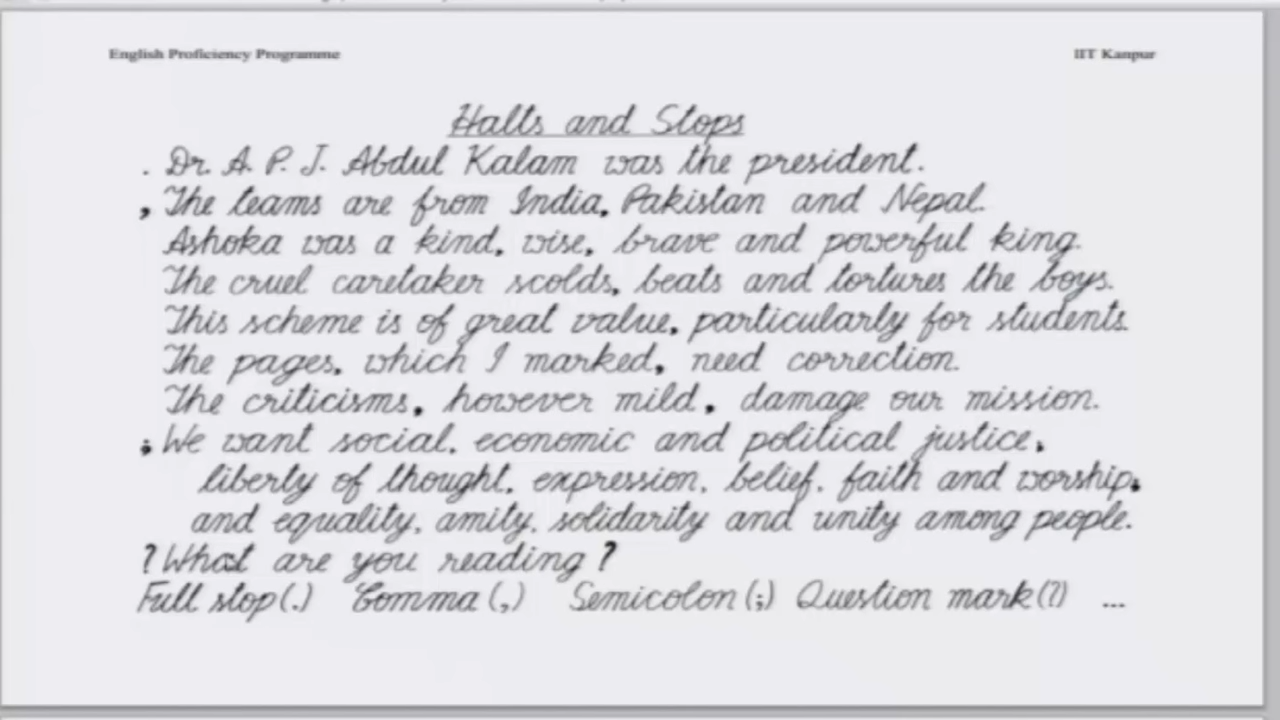 English Proficiency Programme IIT Kanpur
Halts and Stops
. Dr. A. P. J. Abdul Kalam was the president.
, The teams are from India, Pakistan and Nepal.
Ashoka was a kind, wise, brave and powerful king.
The cruel caretaker scolds, beats and tortures the boys.
This scheme is of great value, particularly for students.
The pages, which I marked, need correction.
The criticisms, however mild, damage our mission.
; We want social, economic and political justice;
liberty of thought, expression, belief, faith and worship;
and equality, amity, solidarity and unity among people.
? What are you reading ?
Full stop (.) Comma (,) Semicolon (;) Question mark (?) ...